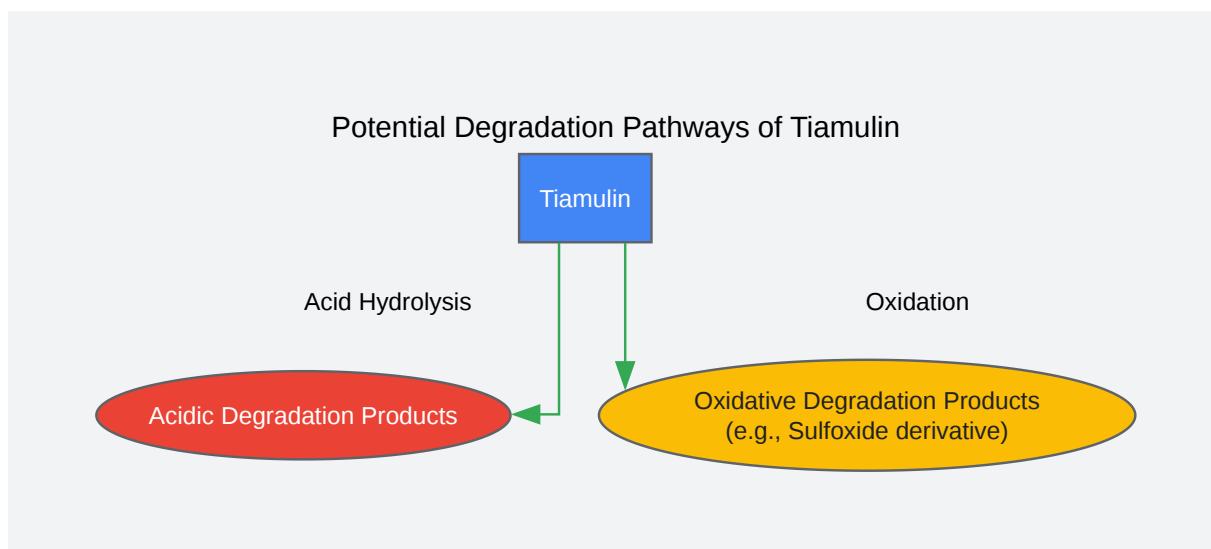 Potential Degradation Pathways of Tiamulin
Tiamulin
Acid Hydrolysis
Oxidation
Acidic Degradation Products
Oxidative Degradation Products
(e.g., Sulfoxide derivative)